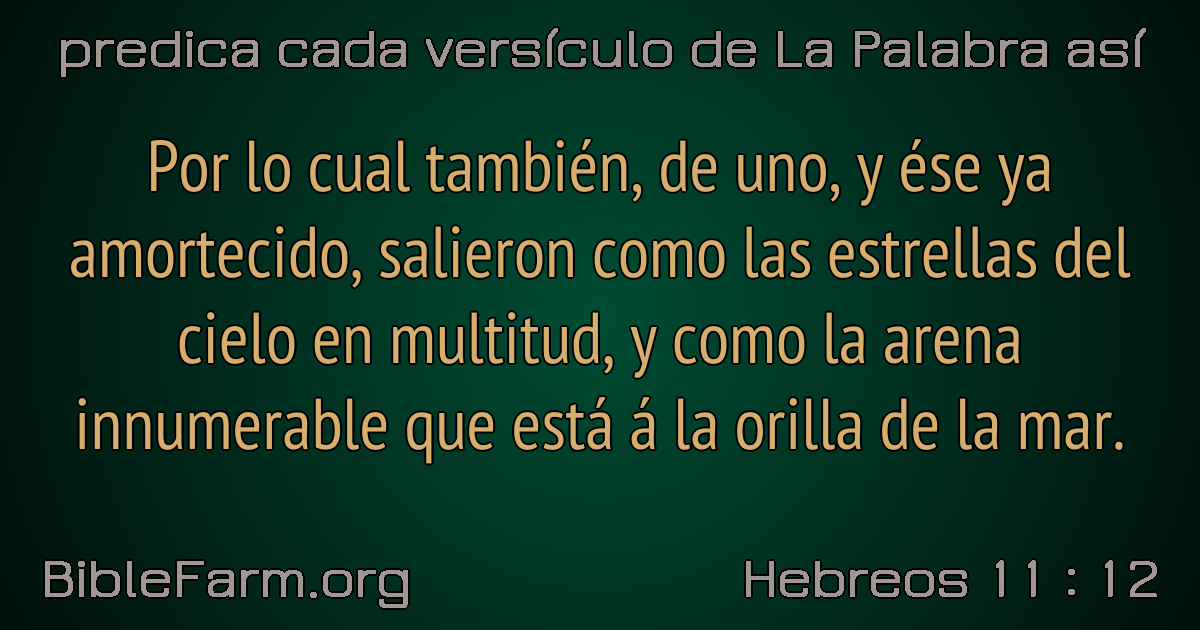 predica cada versículo de La Palabra así
Por lo cual también, de uno, y ése ya
amortecido, salieron como las estrellas del
cielo en multitud, y como la arena
innumerable que está á la orilla de la mar.
BibleFarm.org
Hebreos 11 : 12